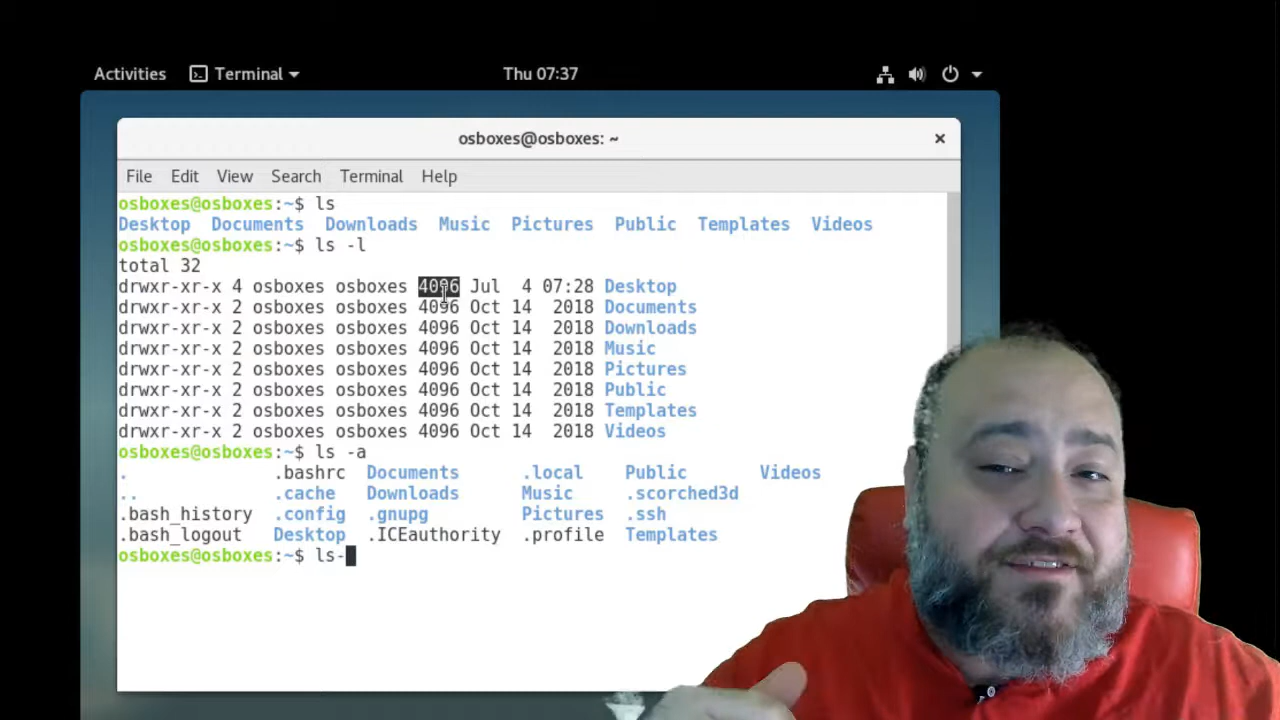 Activities Terminal Thu 07:37
osboxes@osboxes: ~ ×
File Edit View Search Terminal Help
osboxes@osboxes:~$ ls
Desktop Documents Downloads Music Pictures Public Templates Videos
osboxes@osboxes:~$ ls -l
total 32
drwxr-xr-x 4 osboxes osboxes 4096 Jul  4 07:28 Desktop
drwxr-xr-x 2 osboxes osboxes 4096 Oct 14  2018 Documents
drwxr-xr-x 2 osboxes osboxes 4096 Oct 14  2018 Downloads
drwxr-xr-x 2 osboxes osboxes 4096 Oct 14  2018 Music
drwxr-xr-x 2 osboxes osboxes 4096 Oct 14  2018 Pictures
drwxr-xr-x 2 osboxes osboxes 4096 Oct 14  2018 Public
drwxr-xr-x 2 osboxes osboxes 4096 Oct 14  2018 Templates
drwxr-xr-x 2 osboxes osboxes 4096 Oct 14  2018 Videos
osboxes@osboxes:~$ ls -a
. .bashrc Documents .local Public Videos
.. .cache Downloads Music .scorched3d
.bash_history .config .gnupg Pictures .ssh
.bash_logout Desktop .ICEauthority .profile Templates
osboxes@osboxes:~$ ls-